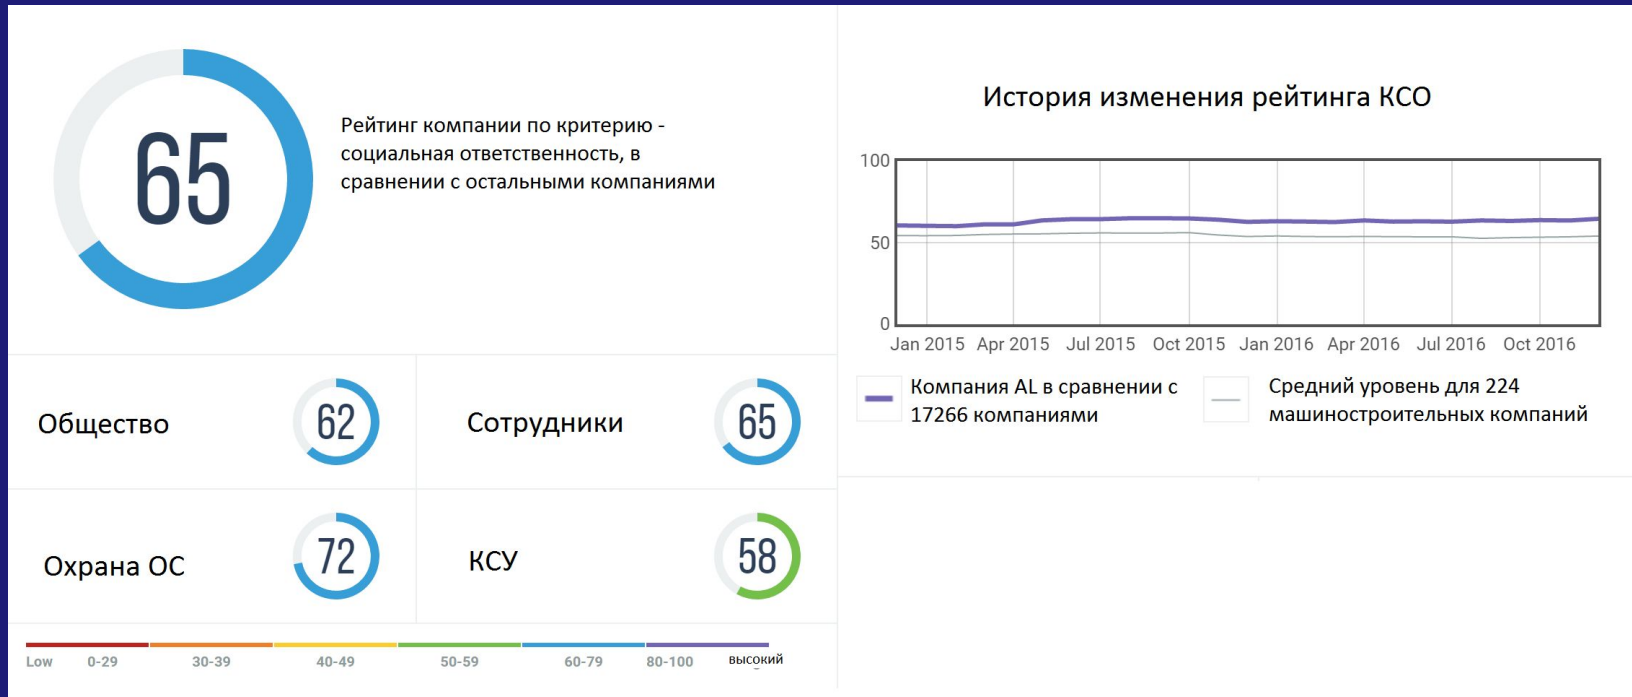 65
Рейтинг компании по критерию -
социальная ответственность, в
сравнении с остальными компаниями
Общество
62
Сотрудники
65
Охрана ОС
72
КСУ
58
Low 0-29 30-39 40-49 50-59 60-79 80-100 высокий
История изменения рейтинга КСО
100
50
0
Jan 2015 Apr 2015 Jul 2015 Oct 2015 Jan 2016 Apr 2016 Jul 2016 Oct 2016
Компания AL в сравнении с
17266 компаниями
Средний уровень для 224
машиностроительных компаний